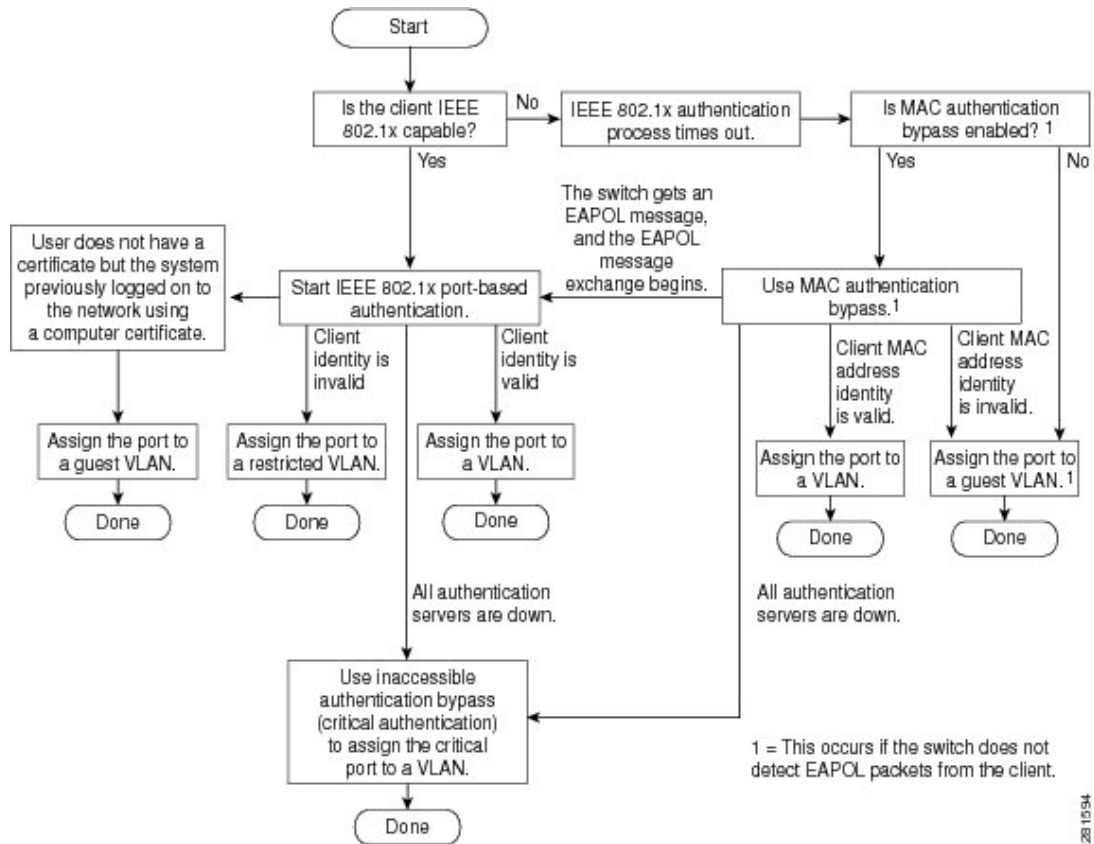 Start
Is the client IEEE
802.1x capable?
No
IEEE 802.1x authentication
process times out.
Is MAC authentication
bypass enabled? 1
Yes
Yes
No
The switch gets an
EAPOL message,
and the EAPOL
message
exchange begins.
User does not have a
certificate but the system
previously logged on to
the network using
a computer certificate.
Start IEEE 802.1x port-based
authentication.
Use MAC authentication
bypass.1
Client
identity is
invalid
Client
identity is
valid
Client MAC
address
identity
is valid.
Client MAC
address
identity
is invalid.
Assign the port to
a guest VLAN.
Assign the port to
a restricted VLAN.
Assign the port to
a VLAN.
Assign the port to
a VLAN.
Assign the port to
a guest VLAN.1
Done
Done
Done
Done
Done
All authentication
servers are down.
All authentication
servers are down.
Use inaccessible
authentication bypass
(critical authentication)
to assign the critical
port to a VLAN.
1 = This occurs if the switch does not
detect EAPOL packets from the client.
Done
281594